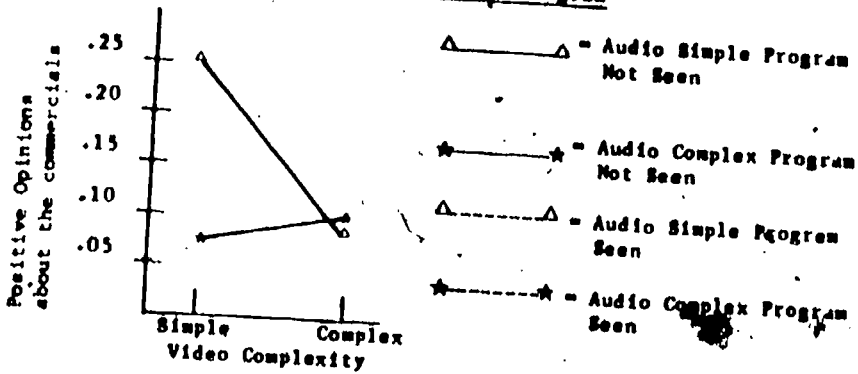 .25
.20
.15
.10
.05
Positive Opinions
about the commercials
Simple
Complex
Video Complexity
= Audio Simple Program
Not Seen
= Audio Complex Program
Not Seen
= Audio Simple Program
Seen
= Audio Complex Program
Seen